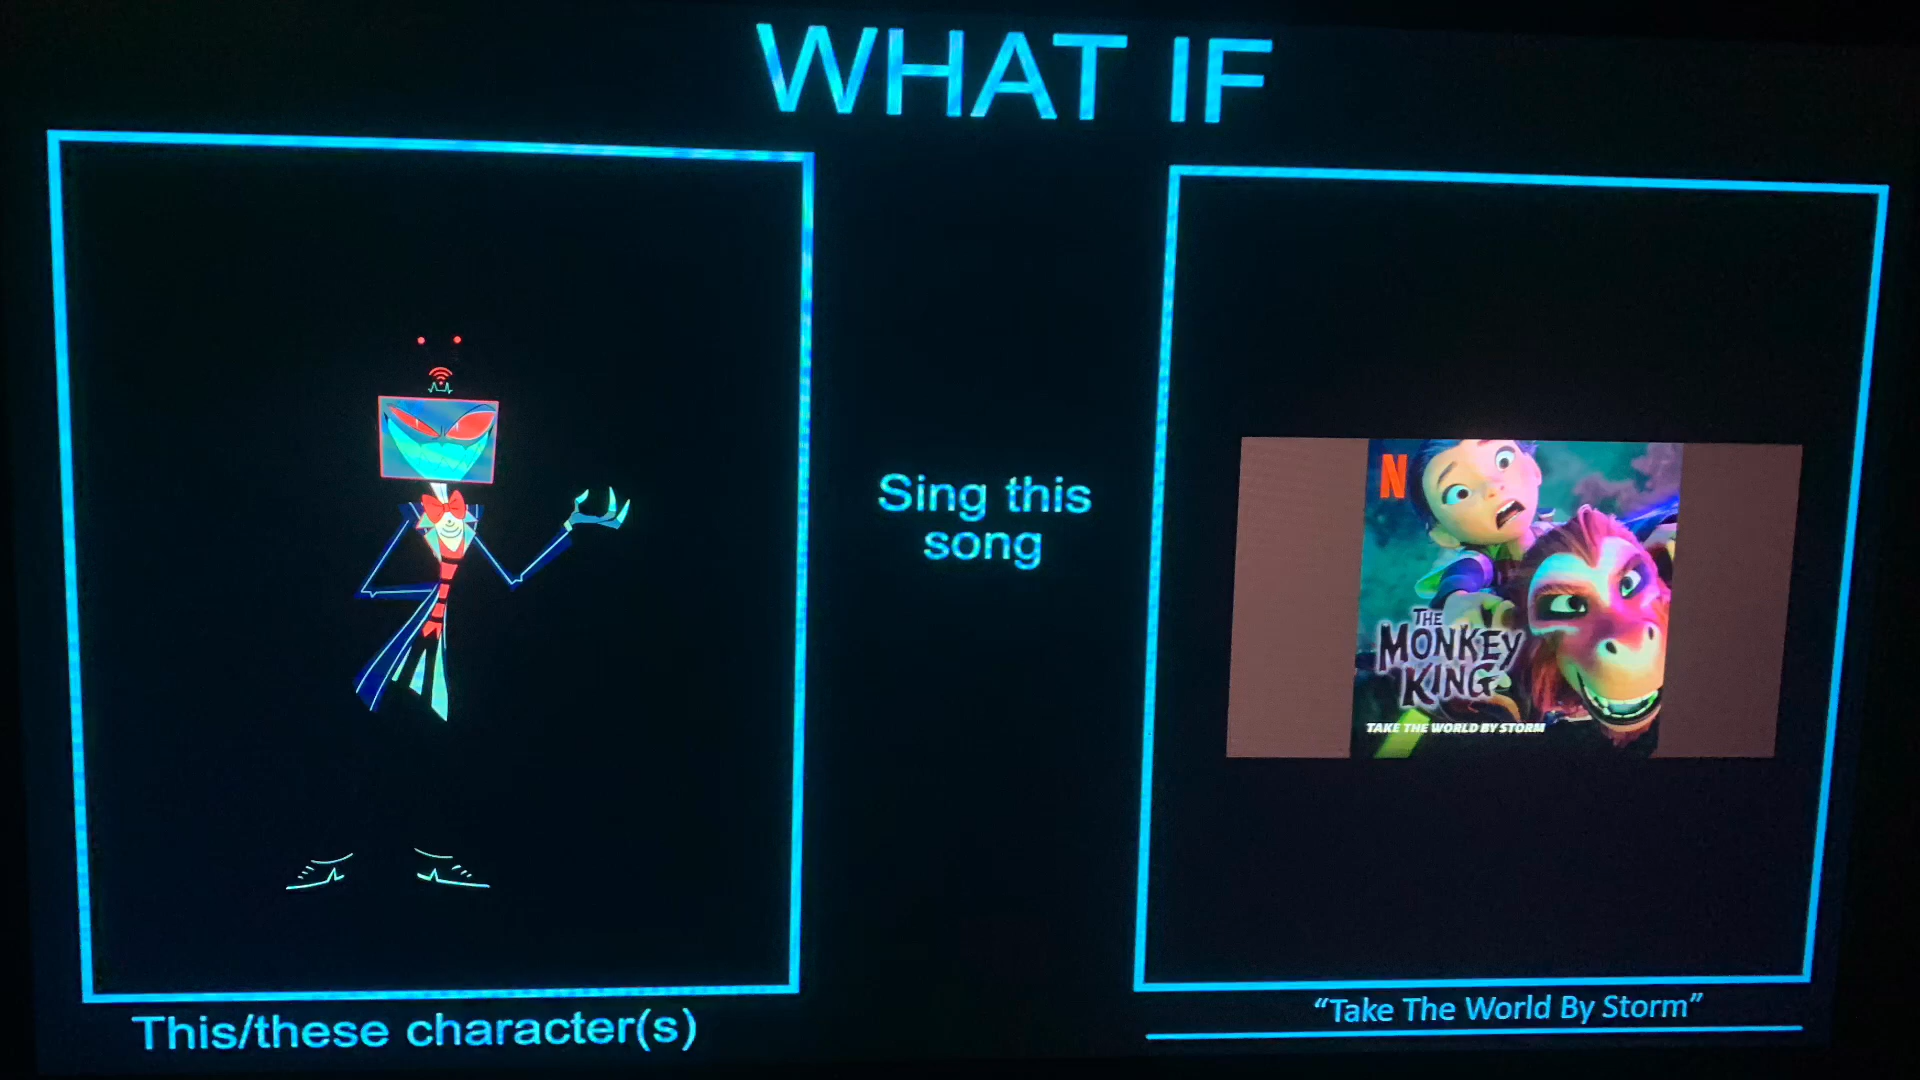 WHAT IF
Sing this
song
N
THE
MONKEY
KING
TAKE THE WORLD BY STORM
This/these character(s)
“Take The World By Storm”